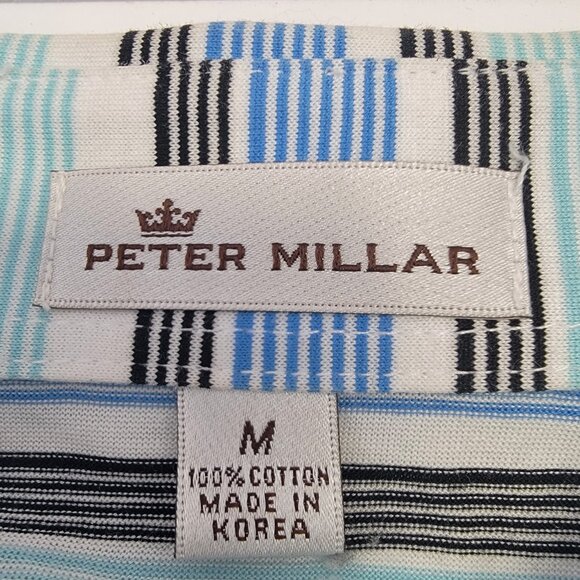 PETER MILLAR
M
100% COTTON
MADE IN
KOREA